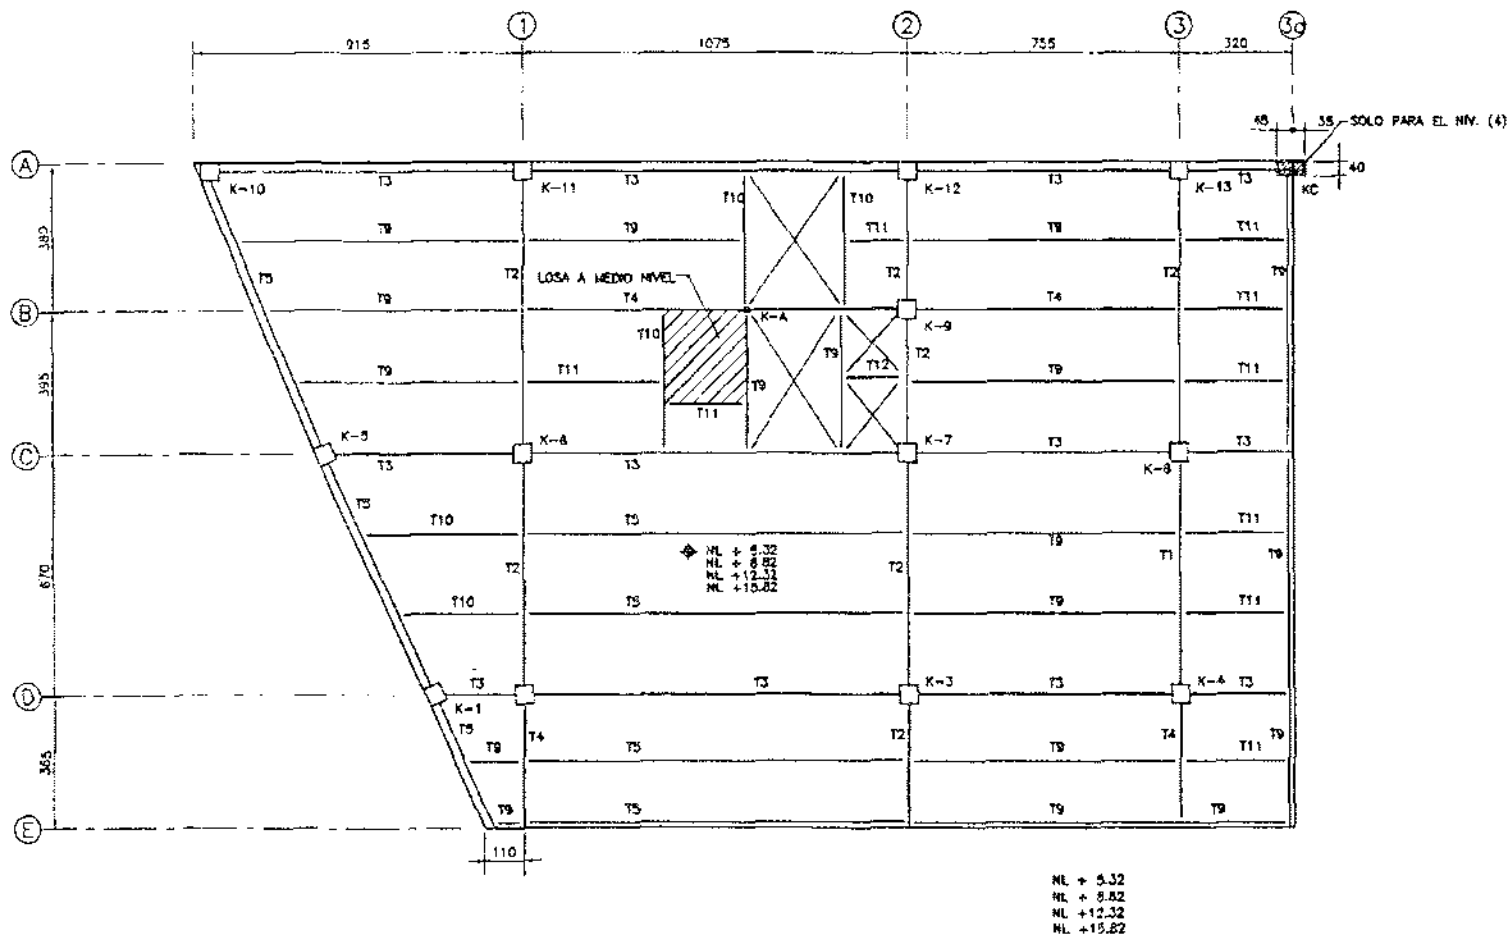 1 2 3 3a
915 1075 755 320
65 35 SOLO PARA EL NIV. (4)
A
40
K-10 T3 K-11 T3 T10 T10 K-12 T3 K-13 T3 KC
T9 T9 T11 T9 T11
T5 T2 LOSA A MEDIO NIVEL T2 T2 T9
B
T9 T4 K-A T4 T11
T10 K-9
T9 T2
T12
395
T9 T11 T9 T9 T11
T11
K-5 K-6 K-7 T3 T3
C
T3 T3 K-8
T5
T10 T5 T9 T11
NL + 5.32
NL + 8.82
NL +12.32
NL +15.82
670
T2 T2 T1 T9
T10 T5 T9 T11
D
T3 T3 K-3 T3 K-4 T3
K-1
T5 T4 T2 T4 T9
365
T9 T5 T9 T11
E
T9 T5 T9 T9
110
NL + 5.32
NL + 8.82
NL +12.32
NL +15.82